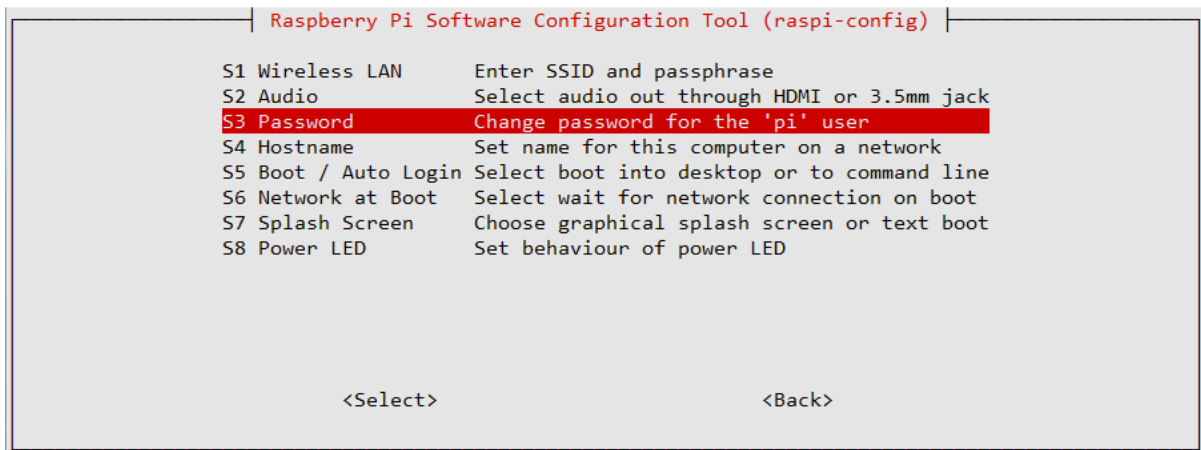 Raspberry Pi Software Configuration Tool (raspi-config)
S1 Wireless LAN Enter SSID and passphrase
S2 Audio Select audio out through HDMI or 3.5mm jack
S3 Password Change password for the 'pi' user
S4 Hostname Set name for this computer on a network
S5 Boot / Auto Login Select boot into desktop or to command line
S6 Network at Boot Select wait for network connection on boot
S7 Splash Screen Choose graphical splash screen or text boot
S8 Power LED Set behaviour of power LED
<Select> <Back>